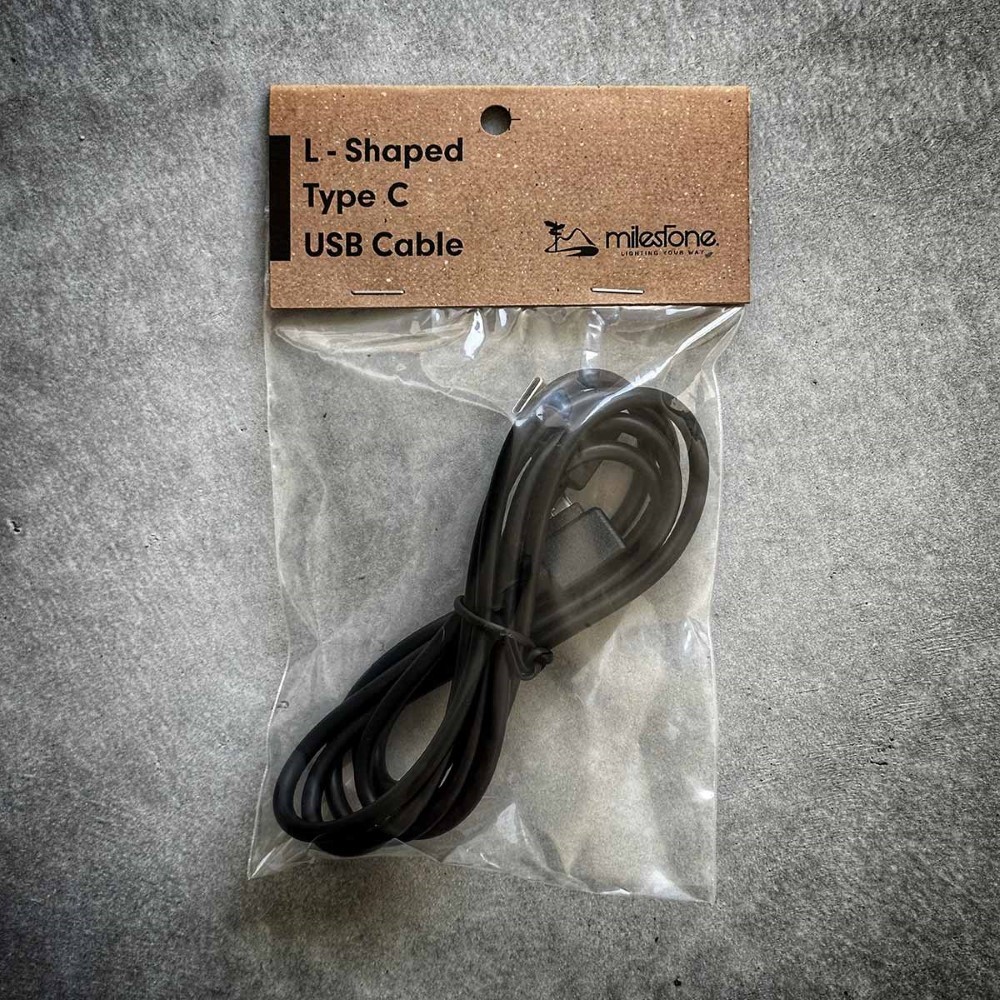 L - Shaped
Type C
USB Cable
milestone.
LIGHTING YOUR WAY